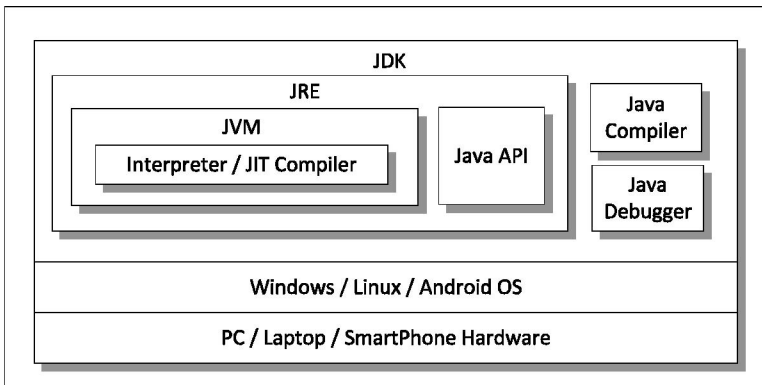 JDK
JRE
JVM
Interpreter / JIT Compiler
Java API
Java
Compiler
Java
Debugger
Windows / Linux / Android OS
PC / Laptop / SmartPhone Hardware